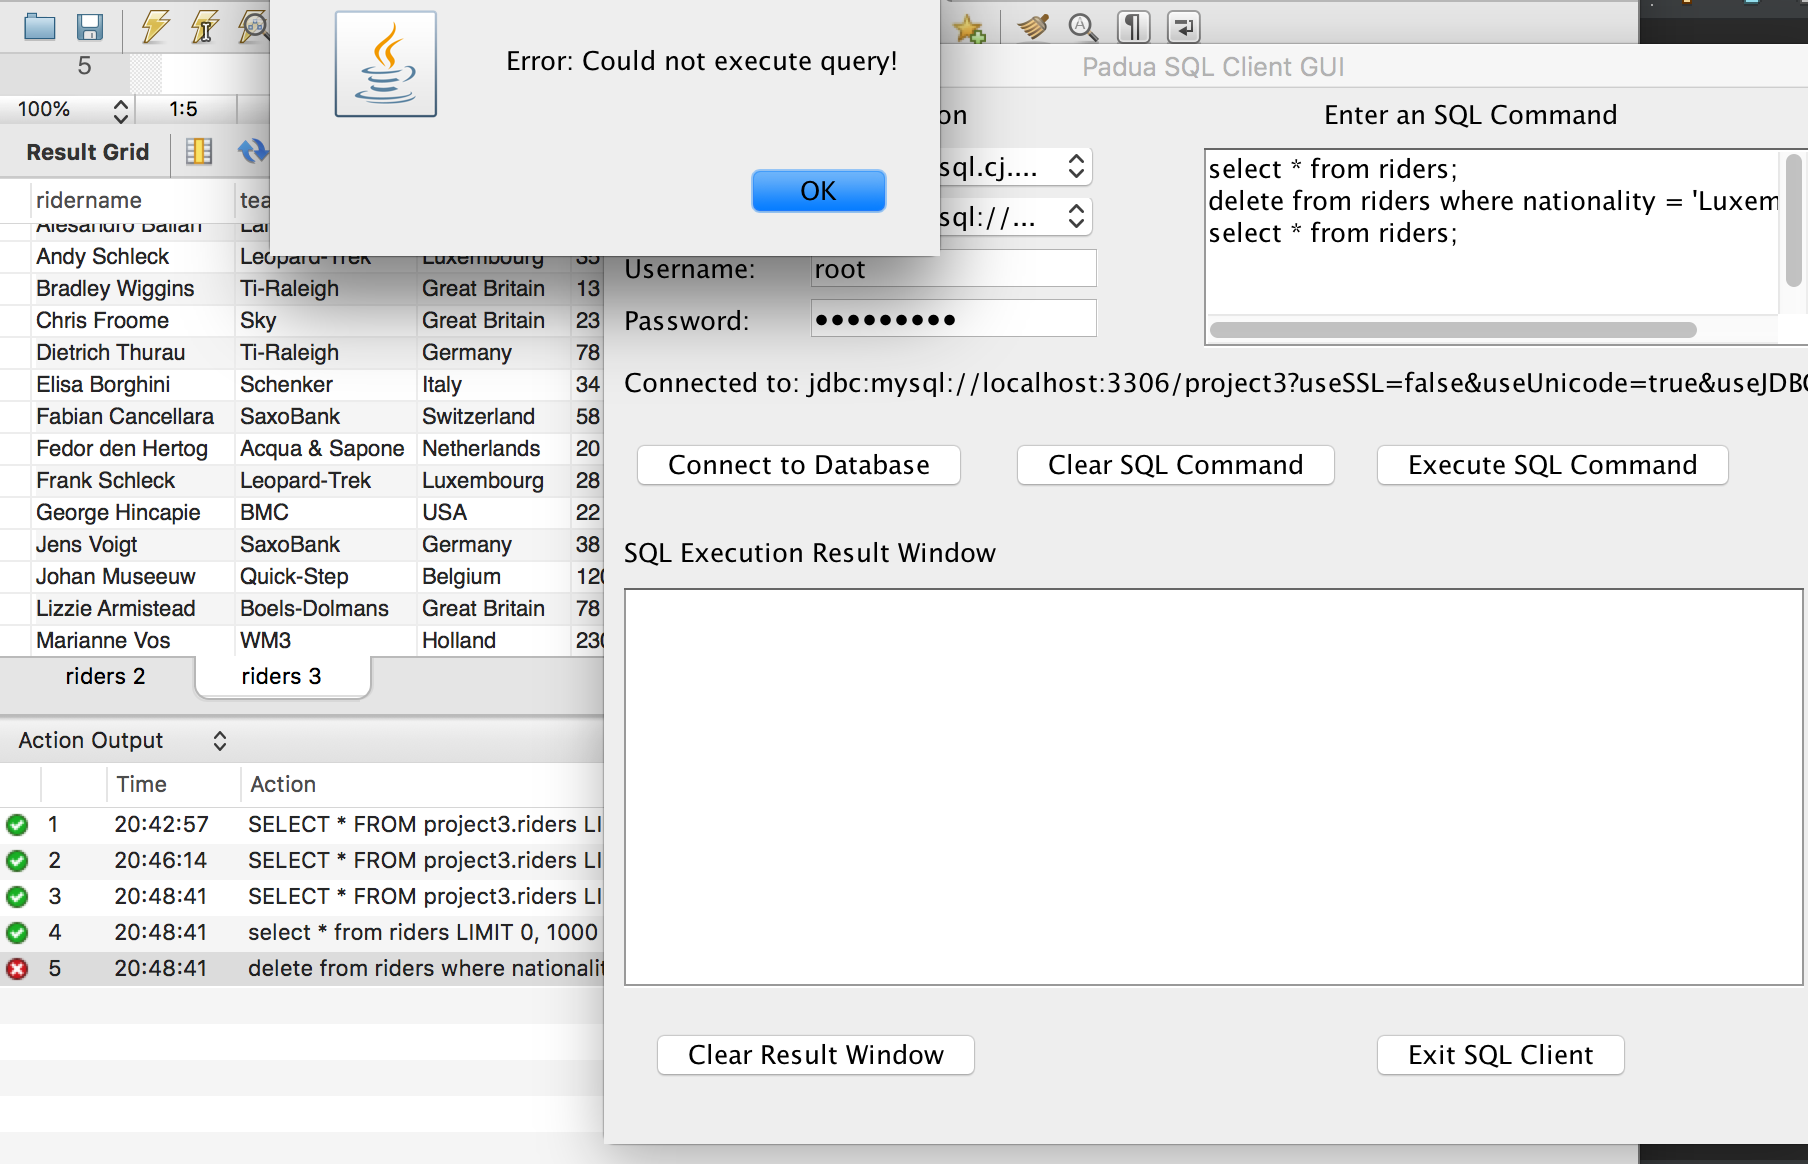 Error: Could not execute query!
OK
5
100%
1:5
Result Grid
ridername
tea
Alesandro Ballan
Andy Schleck Leopard-Trek Luxembourg 35
Bradley Wiggins Ti-Raleigh Great Britain 13
Chris Froome Sky Great Britain 23
Dietrich Thurau Ti-Raleigh Germany 78
Elisa Borghini Schenker Italy 34
Fabian Cancellara SaxoBank Switzerland 58
Fedor den Hertog Acqua & Sapone Netherlands 20
Frank Schleck Leopard-Trek Luxembourg 28
George Hincapie BMC USA 22
Jens Voigt SaxoBank Germany 38
Johan Museeuw Quick-Step Belgium 120
Lizzie Armistead Boels-Dolmans Great Britain 78
Marianne Vos WM3 Holland 230
riders 2 riders 3
Action Output
Time Action
1 20:42:57 SELECT * FROM project3.riders LI
2 20:46:14 SELECT * FROM project3.riders LI
3 20:48:41 SELECT * FROM project3.riders LI
4 20:48:41 select * from riders LIMIT 0, 1000
5 20:48:41 delete from riders where nationalit
Padua SQL Client GUI
on
sql.cj....
sql://...
Username: root
Password: ●●●●●●●●●
Enter an SQL Command
select * from riders;
delete from riders where nationality = 'Luxem
select * from riders;
Connected to: jdbc:mysql://localhost:3306/project3?useSSL=false&useUnicode=true&useJDBC
Connect to Database
Clear SQL Command
Execute SQL Command
SQL Execution Result Window
Clear Result Window
Exit SQL Client